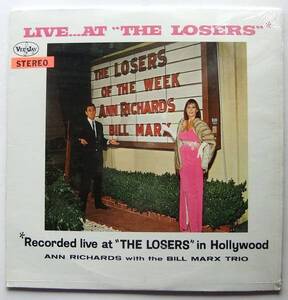 LIVE...AT "THE LOSERS"*
VEEJAY
STEREO
THE LOSERS
OF THE WEEK
ANN RICHARDS
BILL MARX
*Recorded live at "THE LOSERS" in Hollywood
ANN RICHARDS with the BILL MARX TRIO